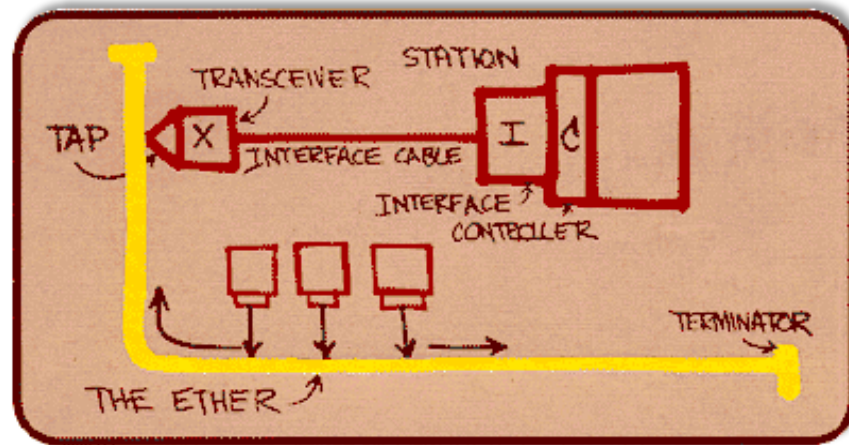 STATION
TRANSCEIVER
TAP
X
I
C
INTERFACE CABLE
INTERFACE
CONTROLLER
TERMINATOR
THE ETHER